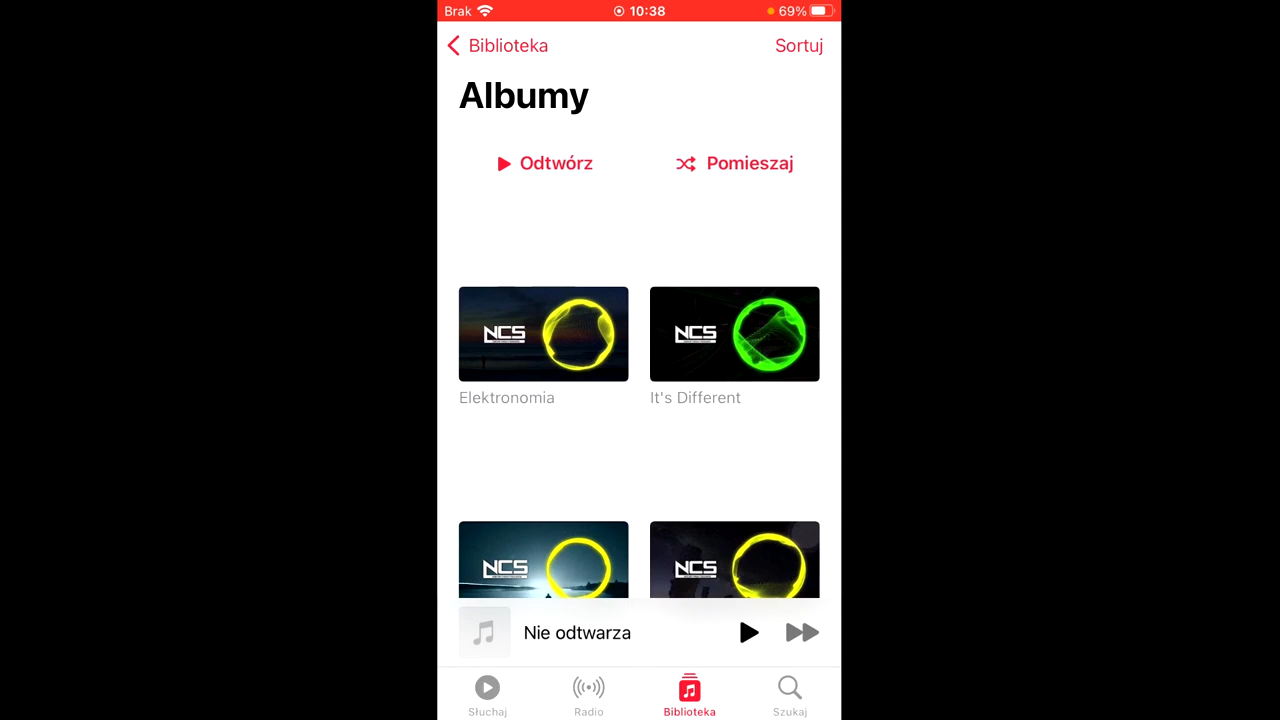 Brak 10:38 69%
Biblioteka Sortuj
Albumy
Odtwórz Pomieszaj
NCS NCS
Elektronomia It's Different
NCS NCS
Nie odtwarza
Słuchaj Radio Biblioteka Szukaj